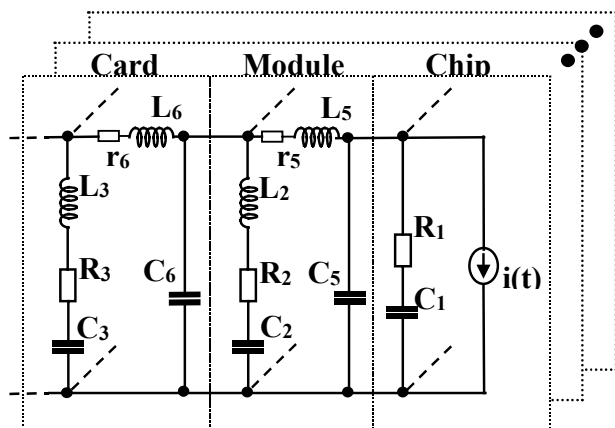 Card Module Chip
L₆ L₅
r₆ r₅
L₃ L₂
R₁
R₃ C₆ R₂ C₅ i(t)
C₁
C₃ C₂